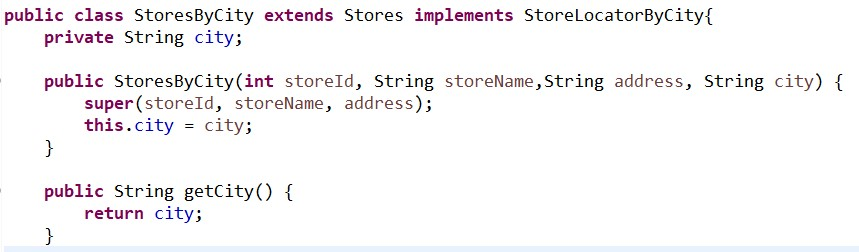 public class StoresByCity extends Stores implements StoreLocatorByCity{
    private String city;

    public StoresByCity(int storeId, String storeName,String address, String city) {
        super(storeId, storeName, address);
        this.city = city;
    }

    public String getCity() {
        return city;
    }